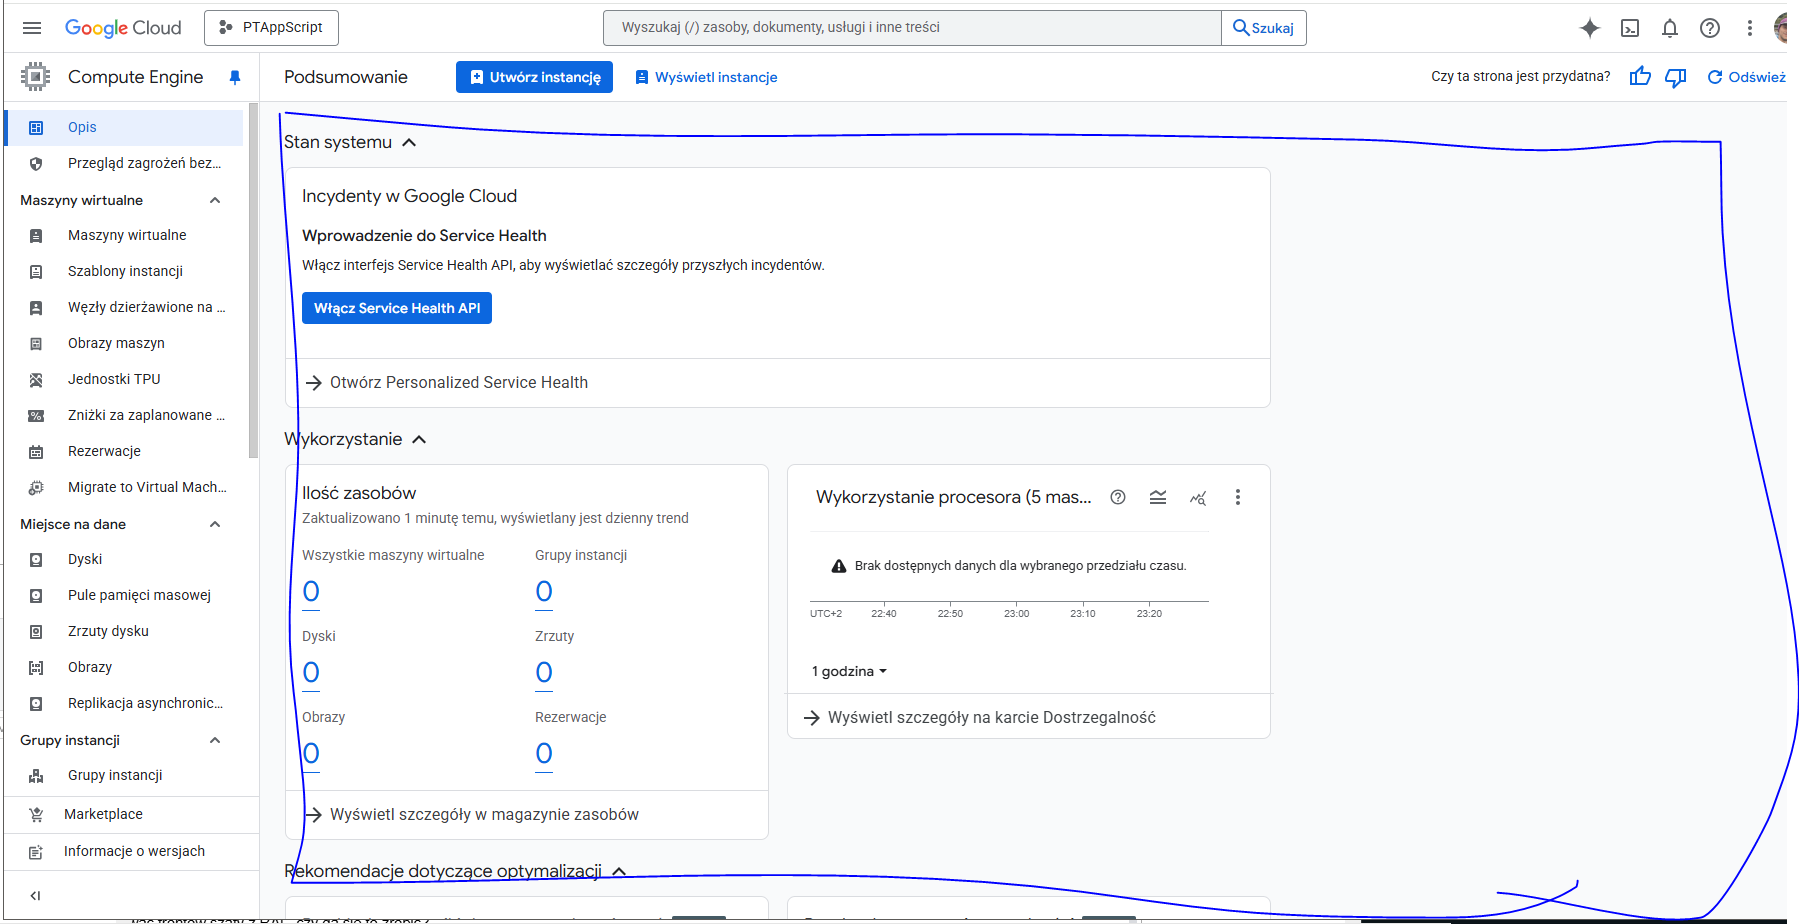 Google Cloud
PTAppScript
Wyszukaj (/) zasoby, dokumenty, usługi i inne treści
Szukaj
Compute Engine
Podsumowanie
Utwórz instancję
Wyświetl instancje
Czy ta strona jest przydatna?
Odśwież
Opis
Przegląd zagrożeń bez...
Maszyny wirtualne
Maszyny wirtualne
Szablony instancji
Węzły dzierżawione na ...
Obrazy maszyn
Jednostki TPU
Zniżki za zaplanowane ...
Rezerwacje
Migrate to Virtual Mach...
Miejsce na dane
Dyski
Pule pamięci masowej
Zrzuty dysku
Obrazy
Replikacja asynchronic...
Grupy instancji
Grupy instancji
Marketplace
Informacje o wersjach
Stan systemu
Incydenty w Google Cloud
Wprowadzenie do Service Health
Włącz interfejs Service Health API, aby wyświetlać szczegóły przyszłych incydentów.
Włącz Service Health API
Otwórz Personalized Service Health
Wykorzystanie
Ilość zasobów
Zaktualizowano 1 minutę temu, wyświetlany jest dzienny trend
Wszystkie maszyny wirtualne
0
Grupy instancji
0
Dyski
0
Zrzuty
0
Obrazy
0
Rezerwacje
0
Wyświetl szczegóły w magazynie zasobów
Wykorzystanie procesora (5 mas...
Brak dostępnych danych dla wybranego przedziału czasu.
UTC+2 22:40 22:50 23:00 23:10 23:20
1 godzina
Wyświetl szczegóły na karcie Dostrzegalność
Rekomendacje dotyczące optymalizacji